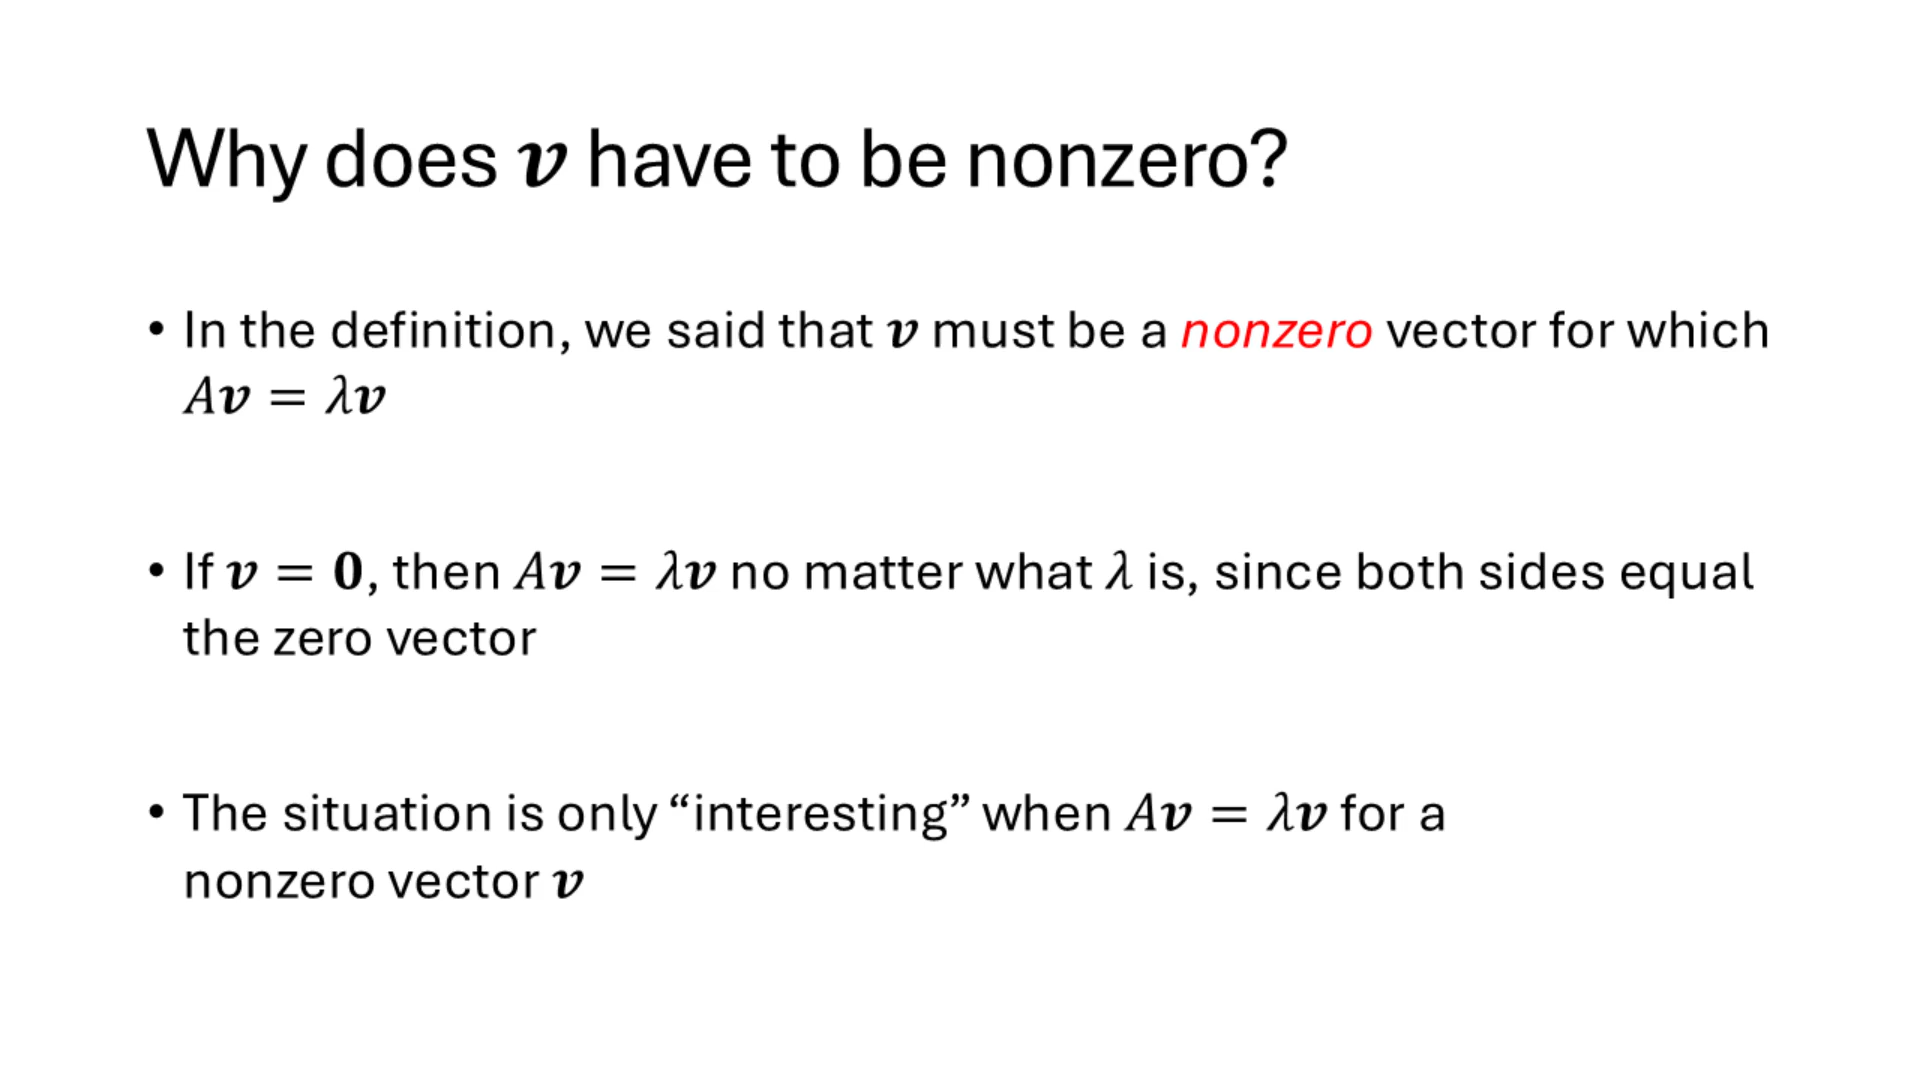 Why does 𝒗 have to be nonzero?
• In the definition, we said that 𝒗 must be a nonzero vector for which
𝐴𝒗 = 𝜆𝒗
• If 𝒗 = 𝟎, then 𝐴𝒗 = 𝜆𝒗 no matter what 𝜆 is, since both sides equal
the zero vector
• The situation is only “interesting” when 𝐴𝒗 = 𝜆𝒗 for a
nonzero vector 𝒗